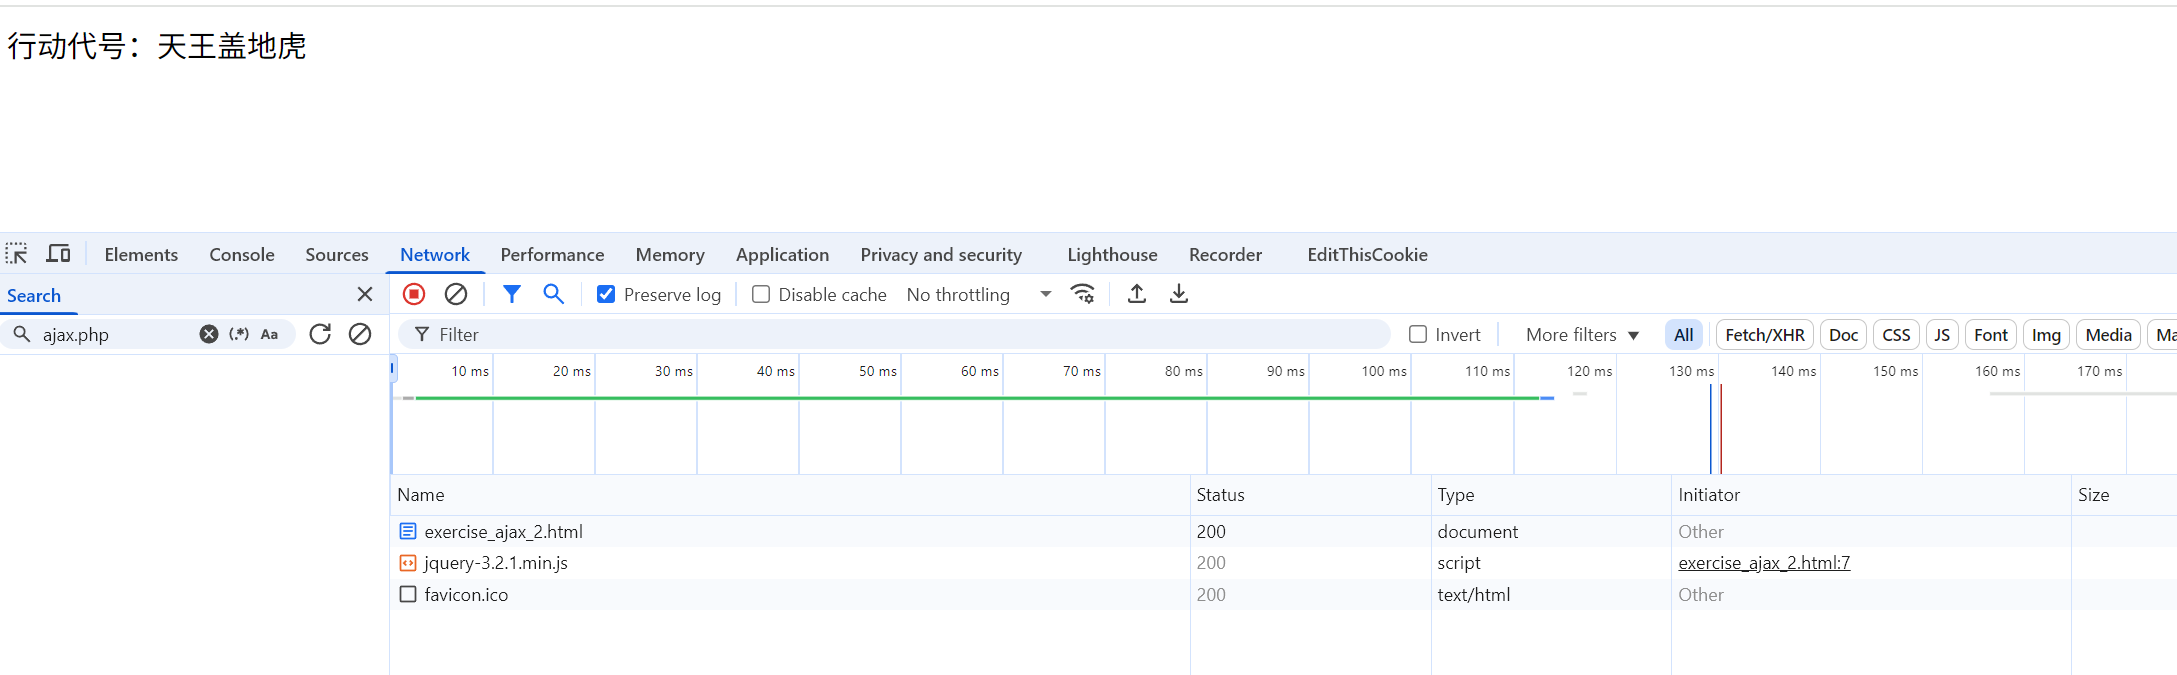 行动代号：天王盖地虎
Elements Console Sources Network Performance Memory Application Privacy and security Lighthouse Recorder EditThisCookie
Search
Preserve log Disable cache No throttling
ajax.php (.*) Aa
Filter Invert More filters All Fetch/XHR Doc CSS JS Font Img Media Ma
10 ms 20 ms 30 ms 40 ms 50 ms 60 ms 70 ms 80 ms 90 ms 100 ms 110 ms 120 ms 130 ms 140 ms 150 ms 160 ms 170 ms
Name Status Type Initiator Size
exercise_ajax_2.html 200 document Other
jquery-3.2.1.min.js 200 script exercise_ajax_2.html:7
favicon.ico 200 text/html Other